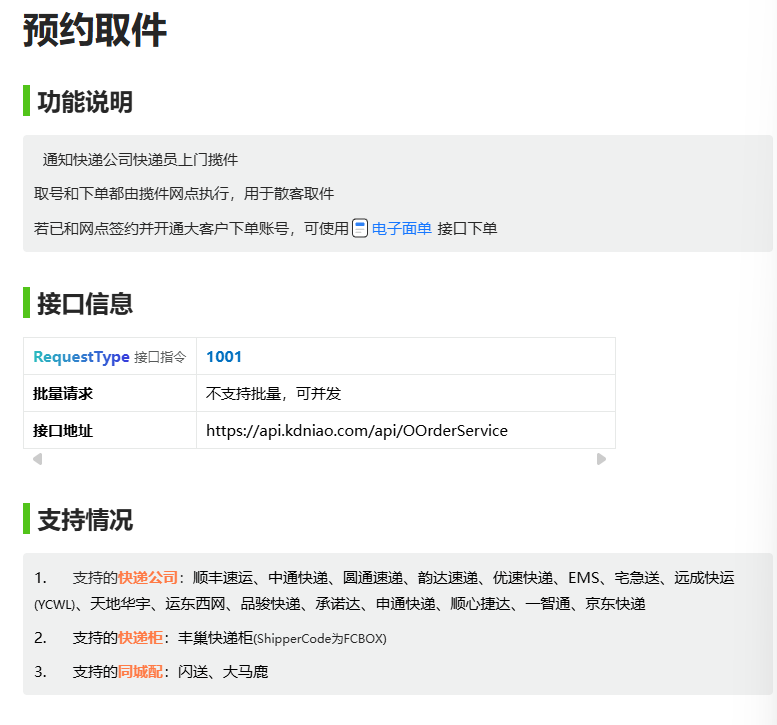 预约取件
功能说明
通知快递公司快递员上门揽件
取号和下单都由揽件网点执行，用于散客取件
若已和网点签约并开通大客户下单账号，可使用 电子面单 接口下单
接口信息
RequestType 接口指令 1001
批量请求 不支持批量，可并发
接口地址 https://api.kdniao.com/api/OOrderService
支持情况
1. 支持的快递公司：顺丰速运、中通快递、圆通速递、韵达速递、优速快递、EMS、宅急送、远成快运
(YCWL)、天地华宇、运东西网、品骏快递、承诺达、申通快递、顺心捷达、一智通、京东快递
2. 支持的快递柜：丰巢快递柜(ShipperCode为FCBOX)
3. 支持的同城配：闪送、大马鹿